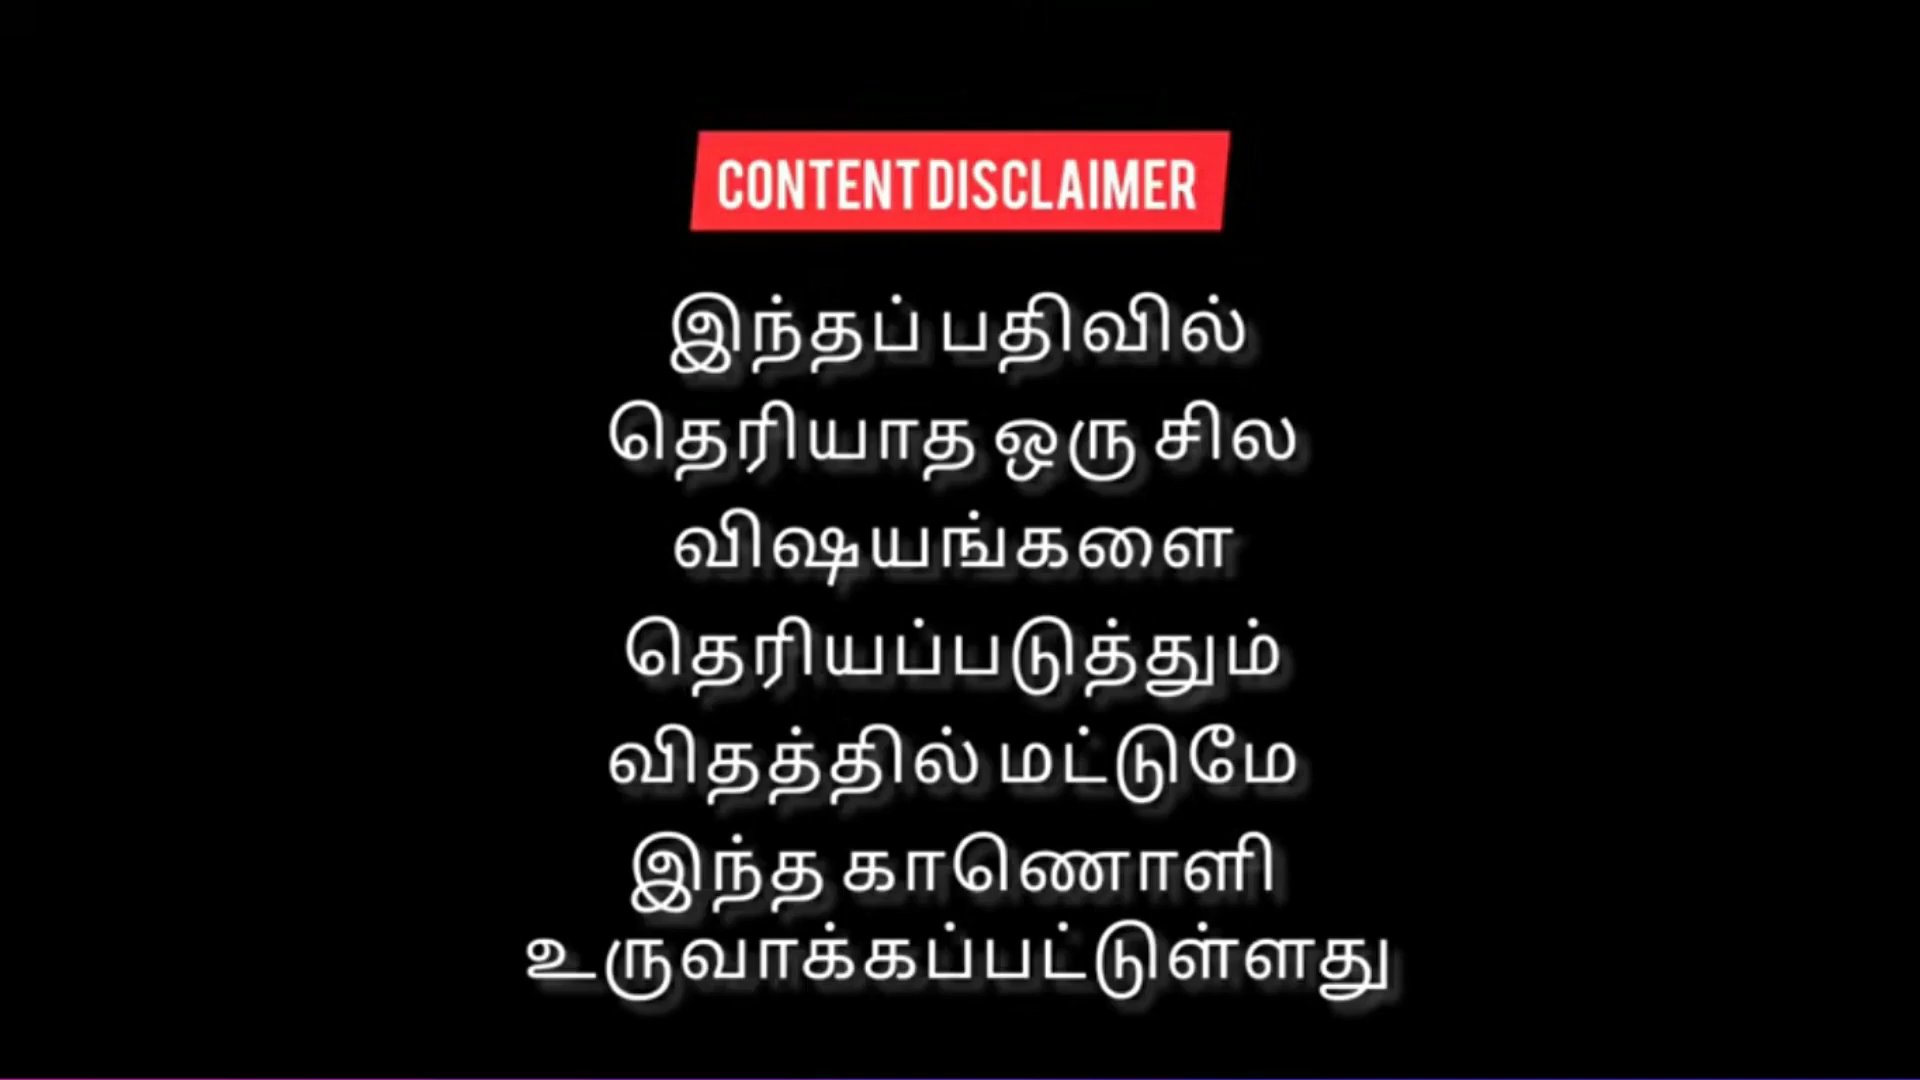 CONTENT DISCLAIMER
இந்தப் பதிவில்
தெரியாத ஒரு சில
விஷயங்களை
தெரியப்படுத்தும்
விதத்தில் மட்டுமே
இந்த காணொளி
உருவாக்கப்பட்டுள்ளது